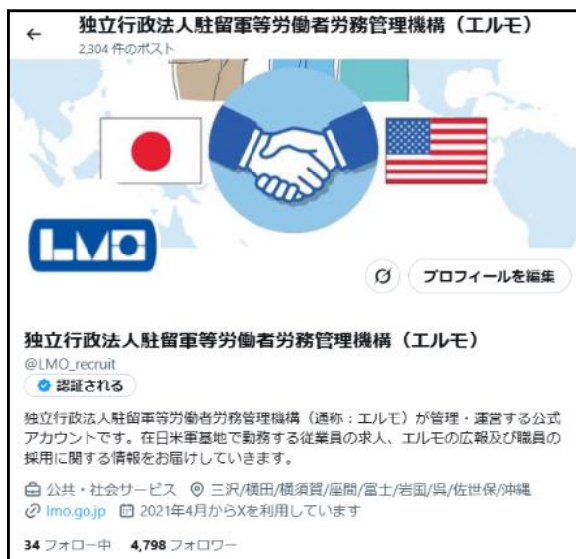 独立行政法人駐留軍等労働者労務管理機構（エルモ）
2,304 件のポスト
LMO
プロフィールを編集
独立行政法人駐留軍等労働者労務管理機構（エルモ）
@LMO_recruit
認証される
独立行政法人駐留軍等労働者労務管理機構（通称：エルモ）が管理・運営する公式
アカウントです。在日米軍基地で勤務する従業員の求人、エルモの広報及び職員の
採用に関する情報をお届けしていきます。
公共・社会サービス 三沢/横田/横須賀/座間/富士/岩国/呉/佐世保/沖縄
lmo.go.jp 2021年4月からXを利用しています
34 フォロー中 4,798 フォロワー